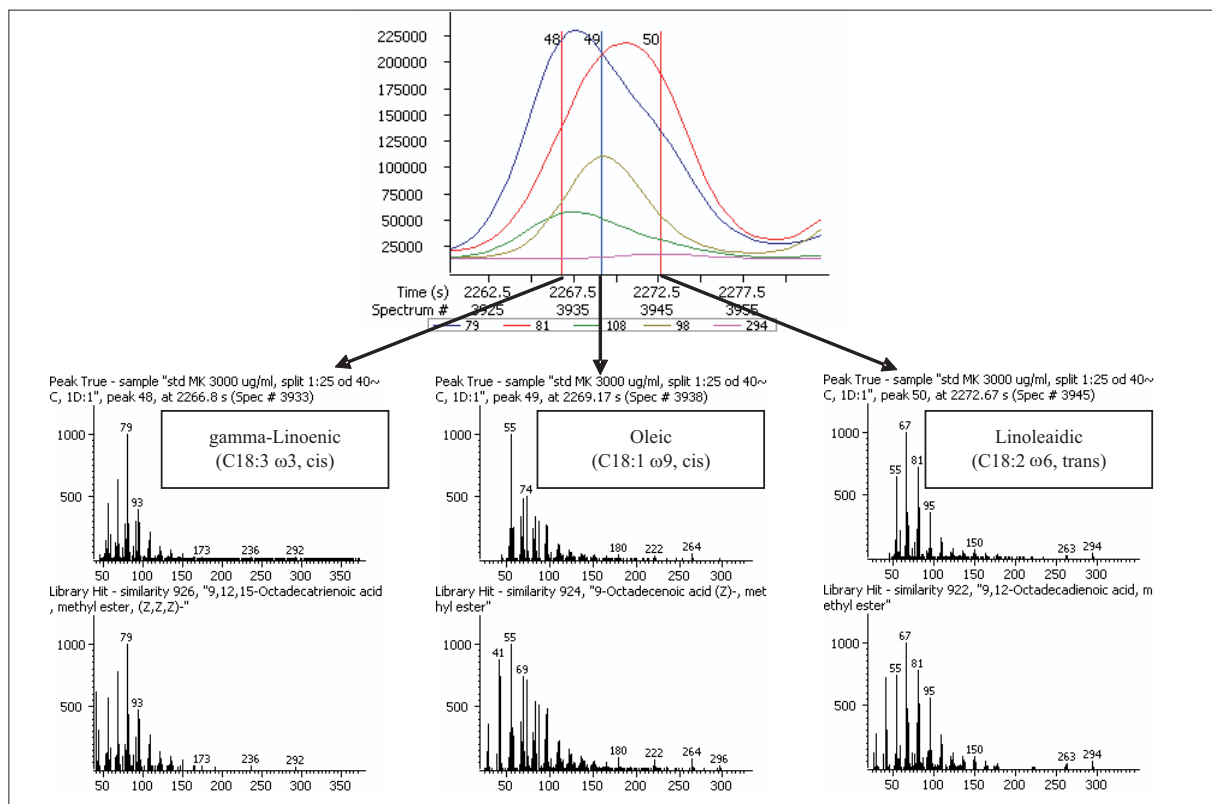 225000
200000
175000
150000
125000
100000
75000
50000
25000
48 49 50
Time (s) 2262.5 2267.5 2272.5 2277.5
Spectrum # 3925 3935 3945 3955
79 81 108 98 294
Peak True - sample "std MK 3000 ug/ml, split 1:25 od 40~
C, 1D:1", peak 48, at 2266.8 s (Spec # 3933)
gamma-Linoenic
(C18:3 ω3, cis)
1000
500
79
93
173 236 292
50 100 150 200 250 300 350
Library Hit - similarity 926, "9,12,15-Octadecatrienoic acid
, methyl ester, (Z,Z,Z)-"
1000
500
79
93
173 236 292
50 100 150 200 250 300 350
Peak True - sample "std MK 3000 ug/ml, split 1:25 od 40~
C, 1D:1", peak 49, at 2269.17 s (Spec # 3938)
Oleic
(C18:1 ω9, cis)
1000
500
55
74
180 222 264
50 100 150 200 250 300
Library Hit - similarity 924, "9-Octadecenoic acid (Z)-, met
hyl ester"
1000
500
41 55
69
180 222 264 296
50 100 150 200 250 300
Peak True - sample "std MK 3000 ug/ml, split 1:25 od 40~
C, 1D:1", peak 50, at 2272.67 s (Spec # 3945)
Linoleaidic
(C18:2 ω6, trans)
1000
500
67
55 81
95
150 263 294
50 100 150 200 250 300
Library Hit - similarity 922, "9,12-Octadecadienoic acid, m
ethyl ester"
1000
500
67
55 81
95
150 263 294
50 100 150 200 250 300